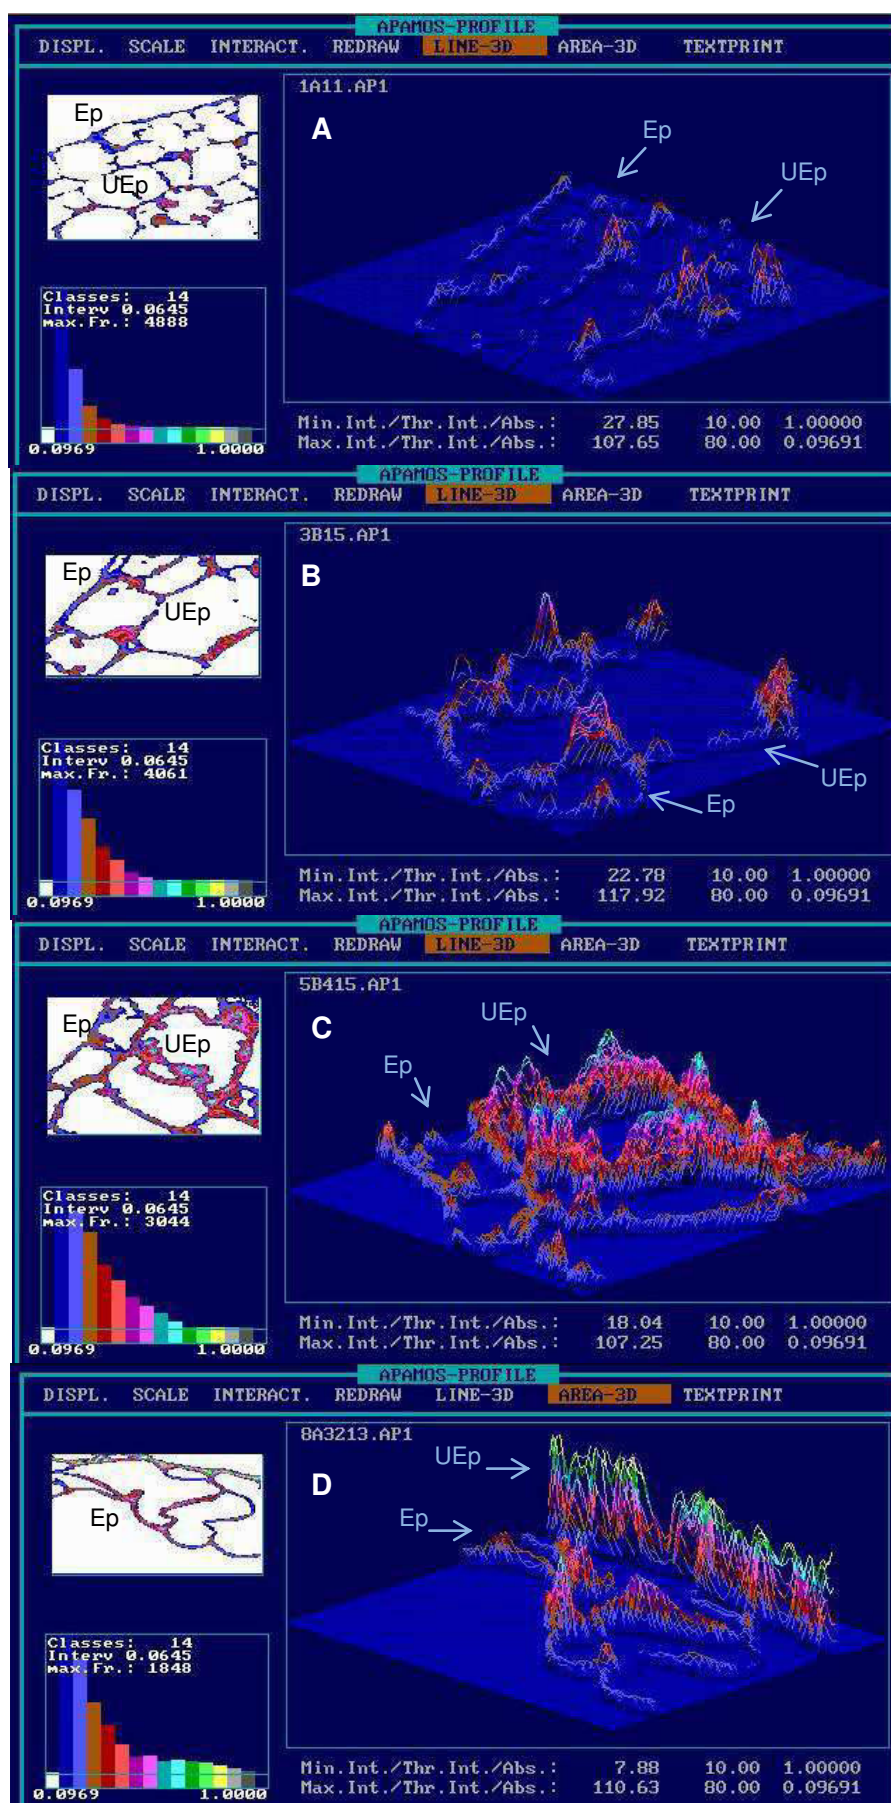 APAMOS-PROFILE
DISPL. SCALE INTERACT. REDRAW LINE-3D AREA-3D TEXTPRINT
1A11.AP1
A
Ep
UEp
Ep
UEp
Classes: 14
Interv 0.0645
max.Fr.: 4888
0.0969 1.0000
Min.Int./Thr.Int./Abs.: 27.85 10.00 1.00000
Max.Int./Thr.Int./Abs.: 107.65 80.00 0.09691
APAMOS-PROFILE
DISPL. SCALE INTERACT. REDRAW LINE-3D AREA-3D TEXTPRINT
3B15.AP1
B
Ep
UEp
UEp
Ep
Classes: 14
Interv 0.0645
max.Fr.: 4061
0.0969 1.0000
Min.Int./Thr.Int./Abs.: 22.78 10.00 1.00000
Max.Int./Thr.Int./Abs.: 117.92 80.00 0.09691
APAMOS-PROFILE
DISPL. SCALE INTERACT. REDRAW LINE-3D AREA-3D TEXTPRINT
5B415.AP1
C
UEp
Ep
Ep
UEp
Classes: 14
Interv 0.0645
max.Fr.: 3044
0.0969 1.0000
Min.Int./Thr.Int./Abs.: 18.04 10.00 1.00000
Max.Int./Thr.Int./Abs.: 107.25 80.00 0.09691
APAMOS-PROFILE
DISPL. SCALE INTERACT. REDRAW LINE-3D AREA-3D TEXTPRINT
8A3213.AP1
D
UEp
Ep
Ep
Classes: 14
Interv 0.0645
max.Fr.: 1848
0.0969 1.0000
Min.Int./Thr.Int./Abs.: 7.88 10.00 1.00000
Max.Int./Thr.Int./Abs.: 110.63 80.00 0.09691